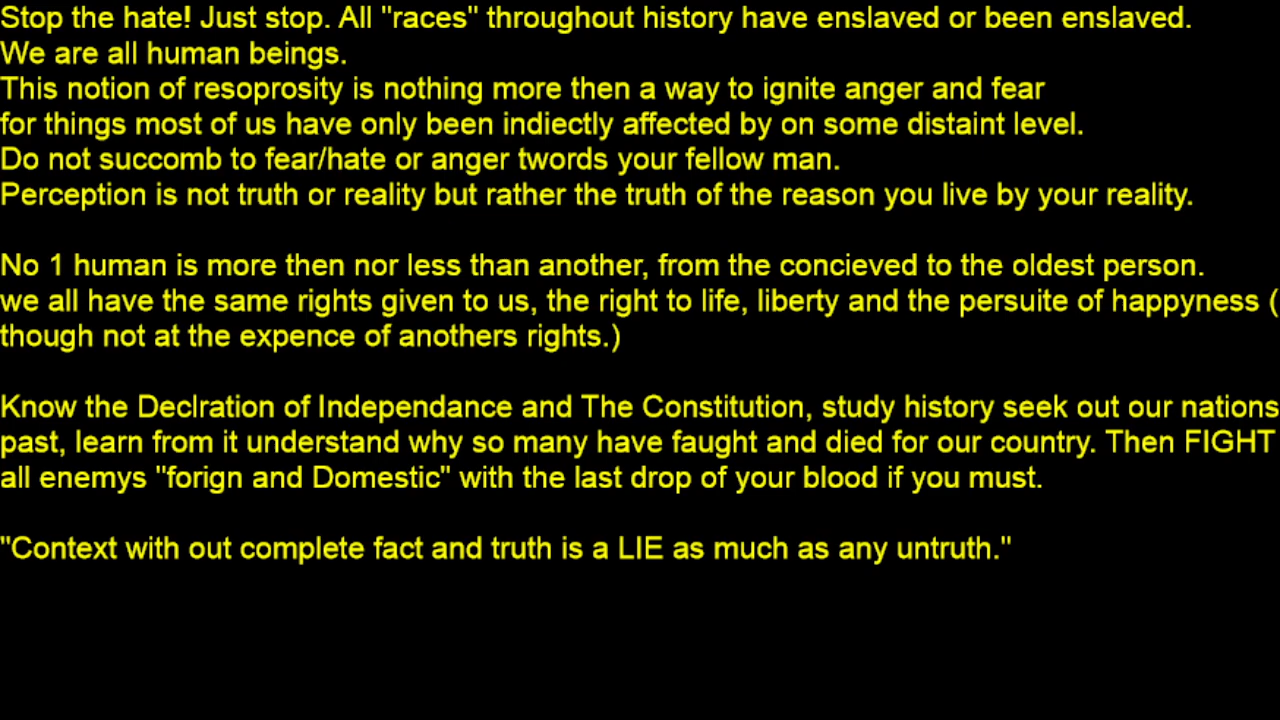 Stop the hate! Just stop. All "races" throughout history have enslaved or been enslaved.
We are all human beings.
This notion of resoprosity is nothing more then a way to ignite anger and fear
for things most of us have only been indiectly affected by on some distaint level.
Do not succomb to fear/hate or anger twords your fellow man.
Perception is not truth or reality but rather the truth of the reason you live by your reality.
No 1 human is more then nor less than another, from the concieved to the oldest person.
we all have the same rights given to us, the right to life, liberty and the persuite of happyness (
though not at the expence of anothers rights.)
Know the Declration of Independance and The Constitution, study history seek out our nations
past, learn from it understand why so many have faught and died for our country. Then FIGHT
all enemys "forign and Domestic" with the last drop of your blood if you must.
"Context with out complete fact and truth is a LIE as much as any untruth."